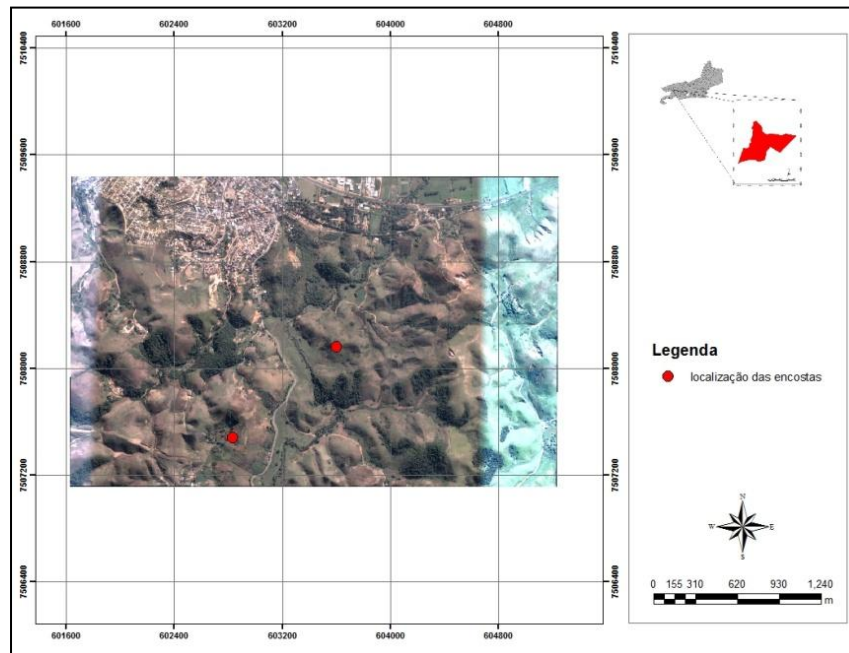 601600 602400 603200 604000 604800
7510400 7510400
7509600 7509600
7508800 7508800
7508000 7508000
7507200 7507200
7506400 7506400
601600 602400 603200 604000 604800
Legenda
localização das encostas
N
W E
S
0 155 310 620 930 1,240
m